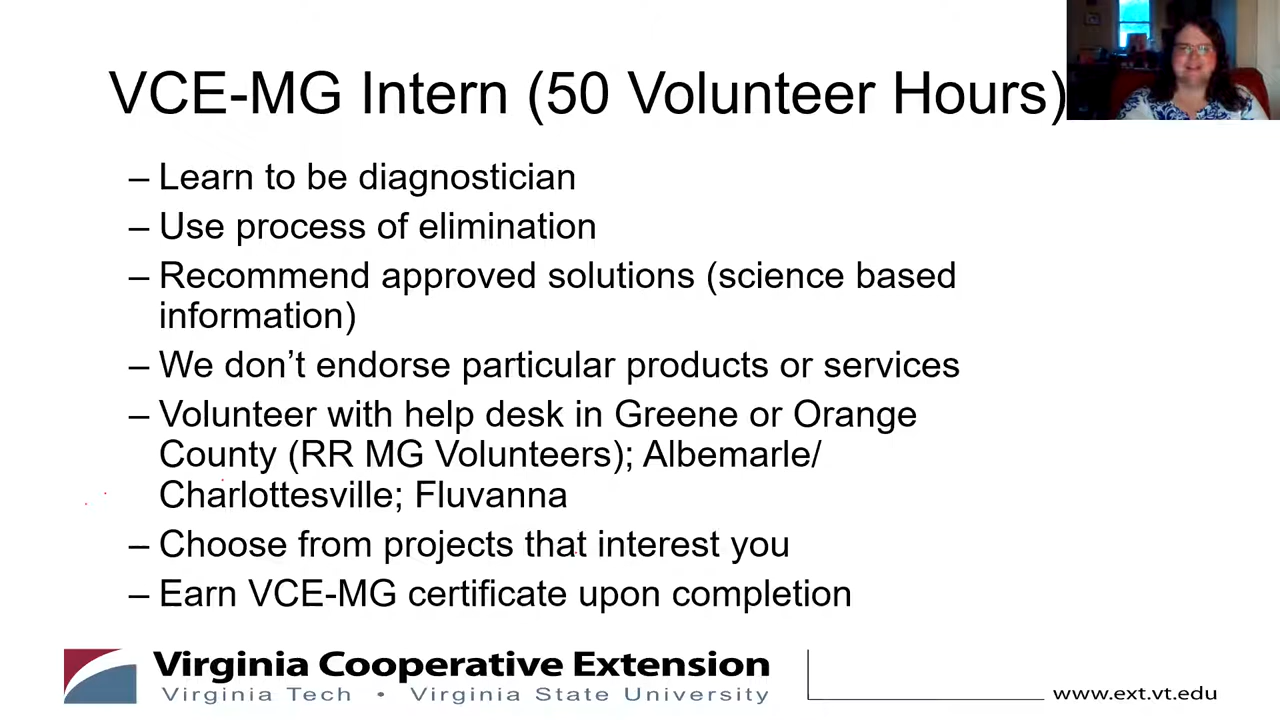 VCE-MG Intern (50 Volunteer Hours)
– Learn to be diagnostician
– Use process of elimination
– Recommend approved solutions (science based
information)
– We don’t endorse particular products or services
– Volunteer with help desk in Greene or Orange
County (RR MG Volunteers); Albemarle/
Charlottesville; Fluvanna
– Choose from projects that interest you
– Earn VCE-MG certificate upon completion
Virginia Cooperative Extension
Virginia Tech • Virginia State University
www.ext.vt.edu